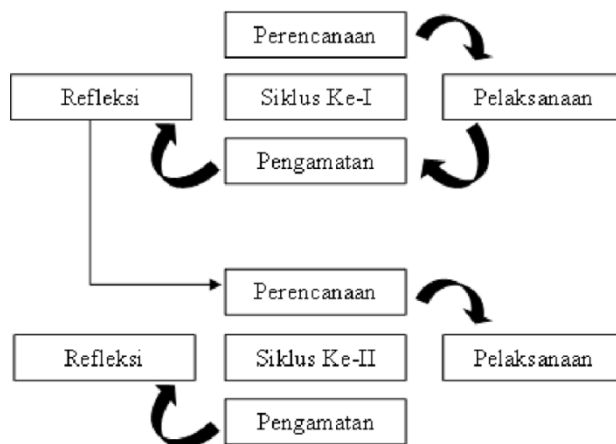 Perencanaan
Refleksi
Siklus Ke-I
Pelaksanaan
Pengamatan
Perencanaan
Refleksi
Siklus Ke-II
Pelaksanaan
Pengamatan